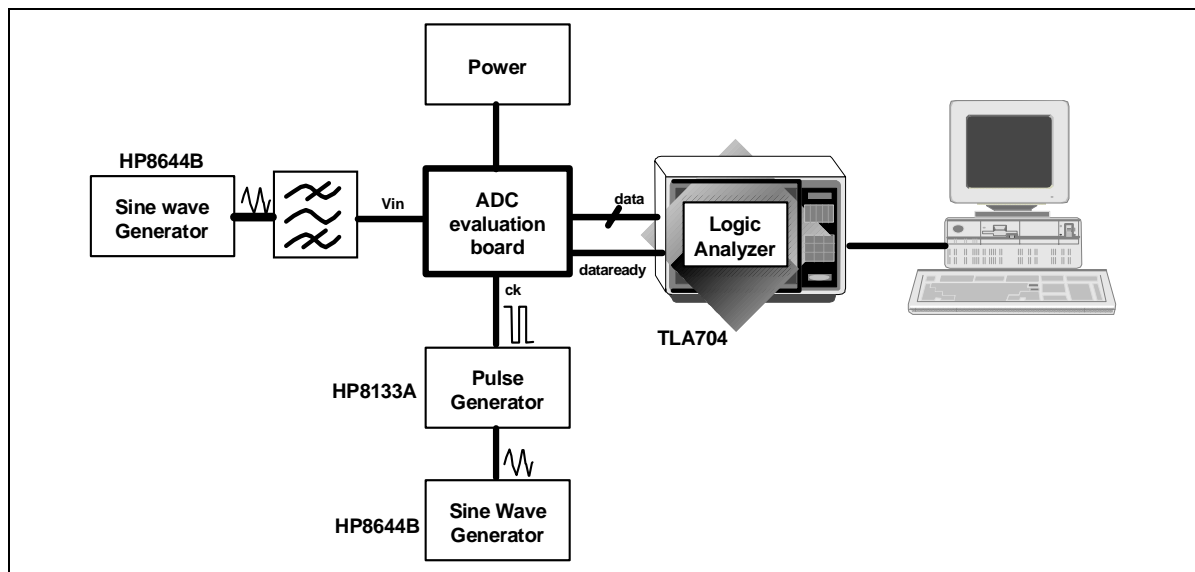 Power
HP8644B
Sine wave
Generator
Vin
ADC
evaluation
board
data
dataready
Logic
Analyzer
TLA704
ck
HP8133A
Pulse
Generator
HP8644B
Sine Wave
Generator